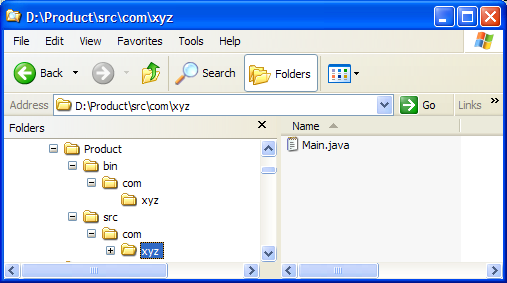 D:\Product\src\com\xyz
File Edit View Favorites Tools Help
Back Search Folders
Address D:\Product\src\com\xyz Go Links »
Folders
Name
Product
bin
com
xyz
src
com
xyz
Main.java